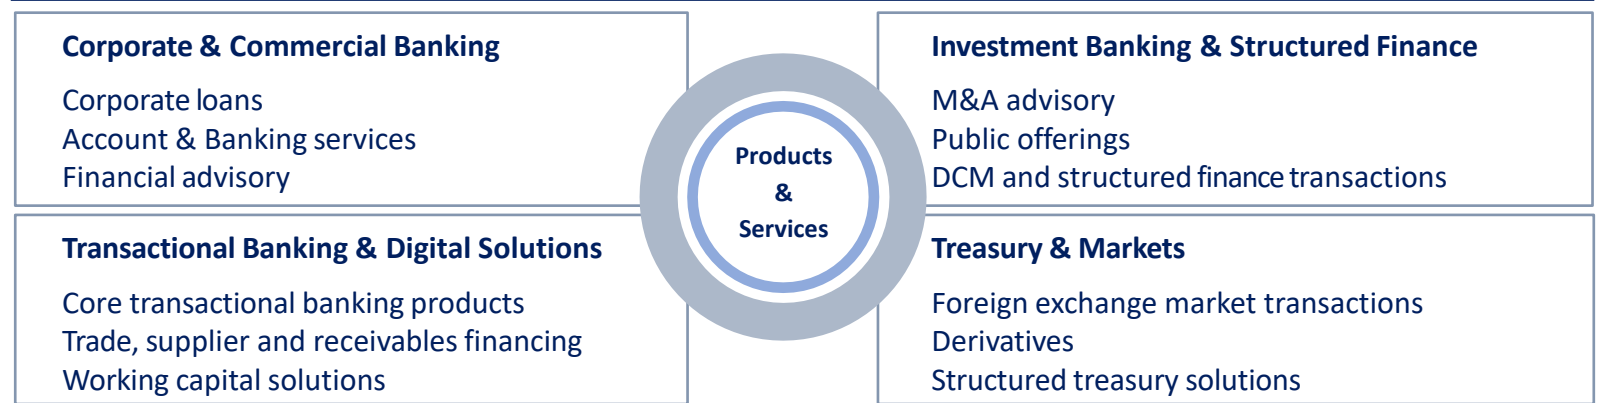 Corporate & Commercial Banking
Corporate loans
Account & Banking services
Financial advisory
Products
&
Services
Investment Banking & Structured Finance
M&A advisory
Public offerings
DCM and structured finance transactions
Transactional Banking & Digital Solutions
Core transactional banking products
Trade, supplier and receivables financing
Working capital solutions
Treasury & Markets
Foreign exchange market transactions
Derivatives
Structured treasury solutions